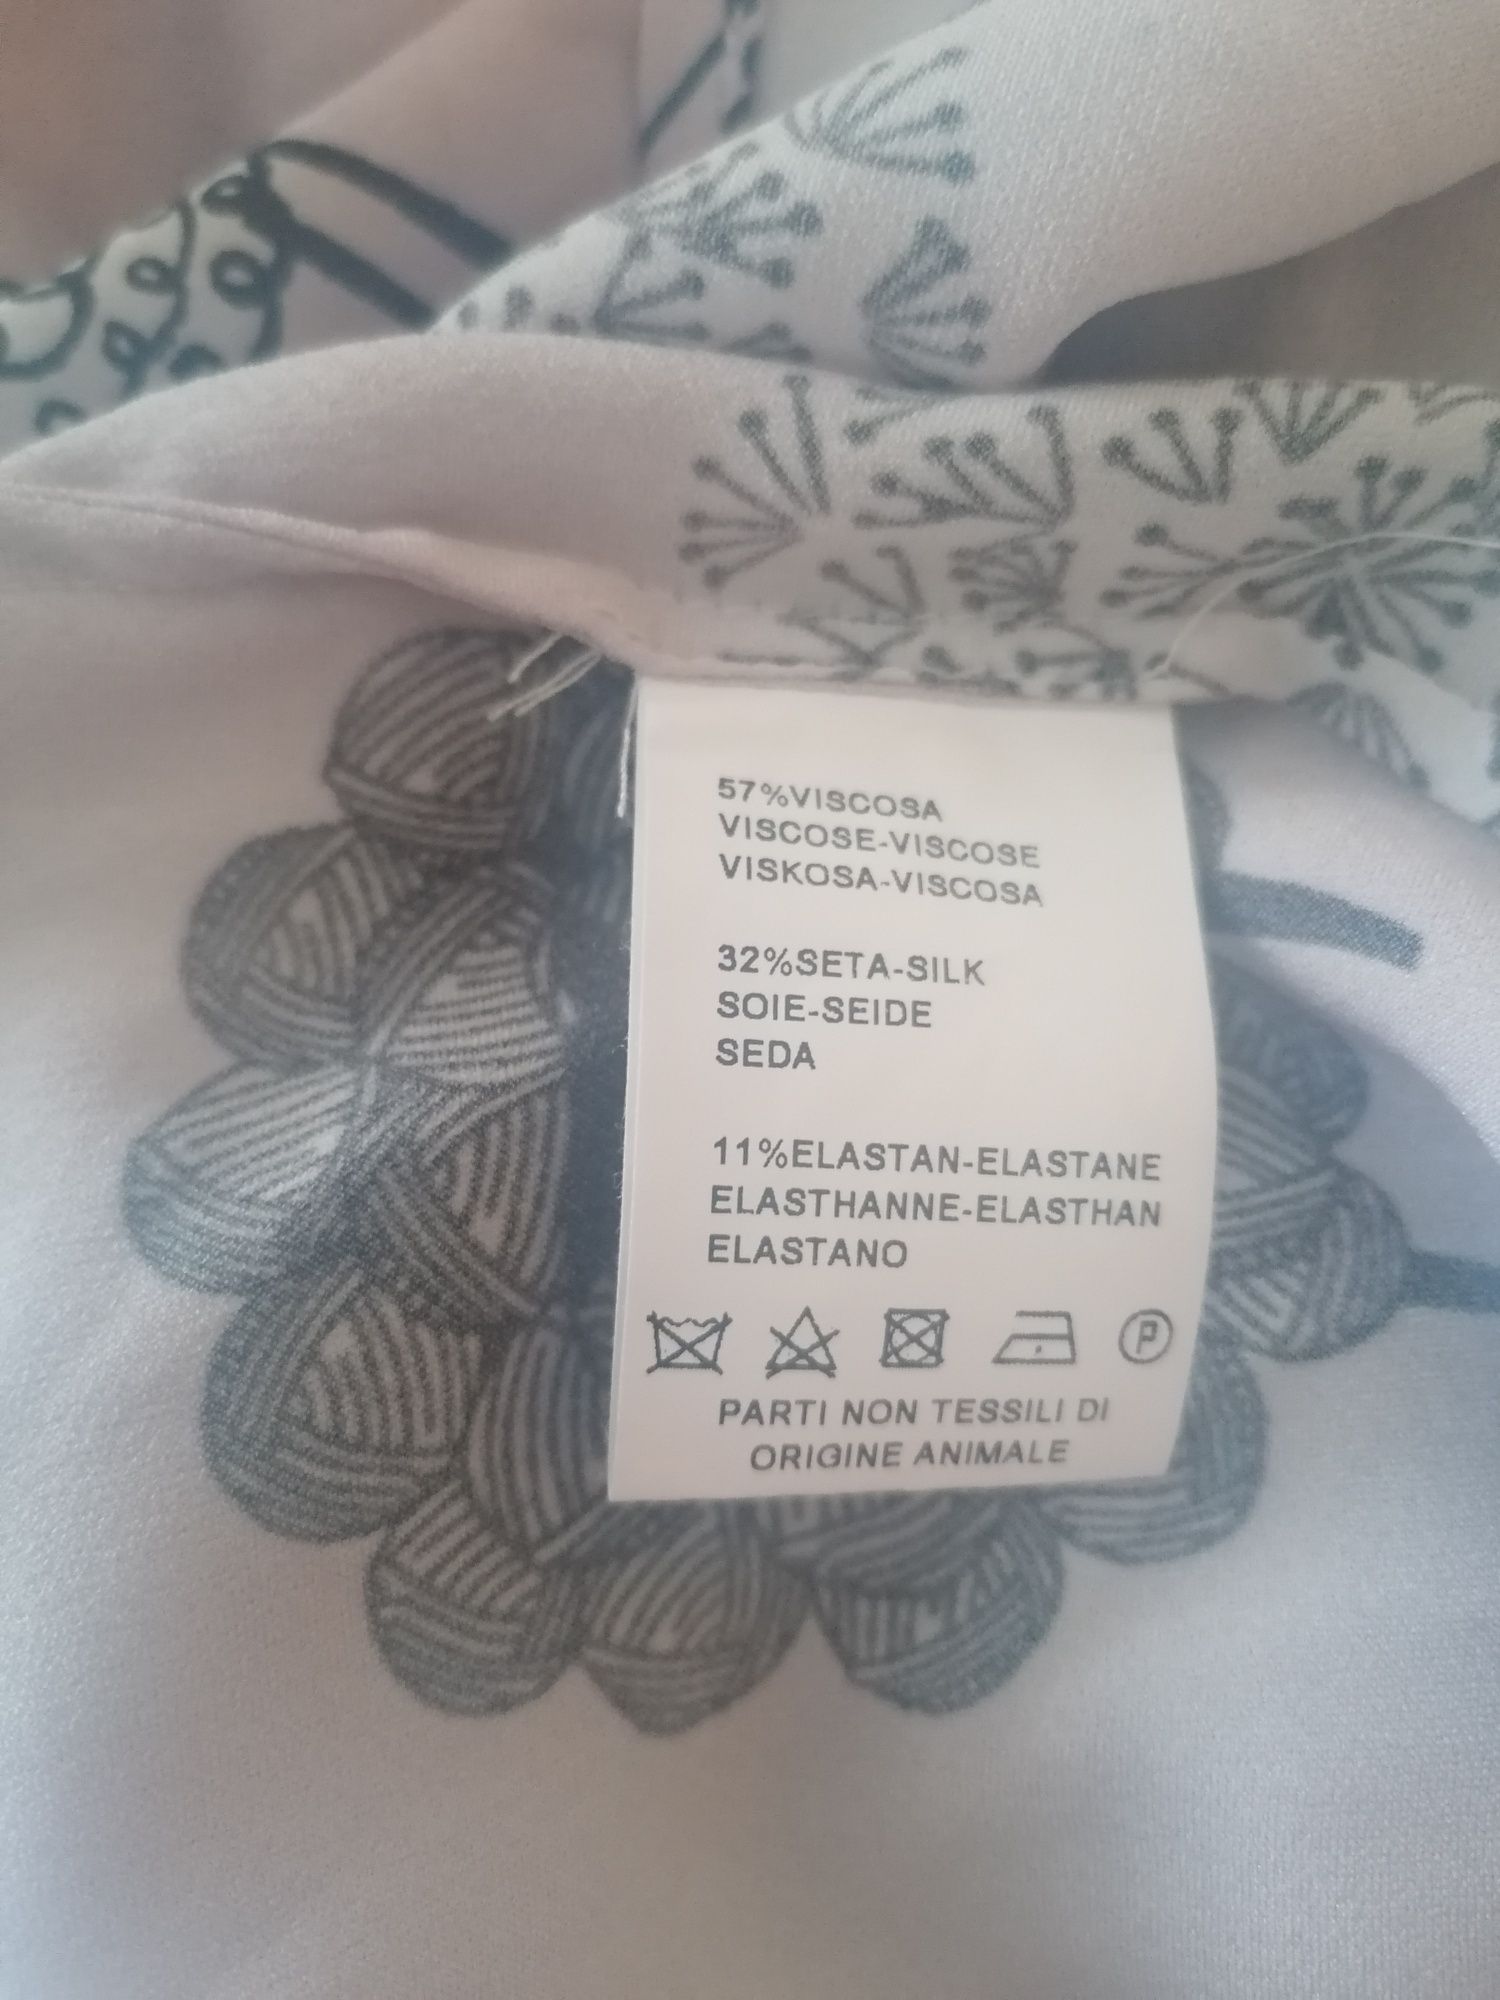 57%VISCOSA
VISCOSE-VISCOSE
VISKOSA-VISCOSA
32%SETA-SILK
SOIE-SEIDE
SEDA
11%ELASTAN-ELASTANE
ELASTHANNE-ELASTHAN
ELASTANO
P
PARTI NON TESSILI DI
ORIGINE ANIMALE